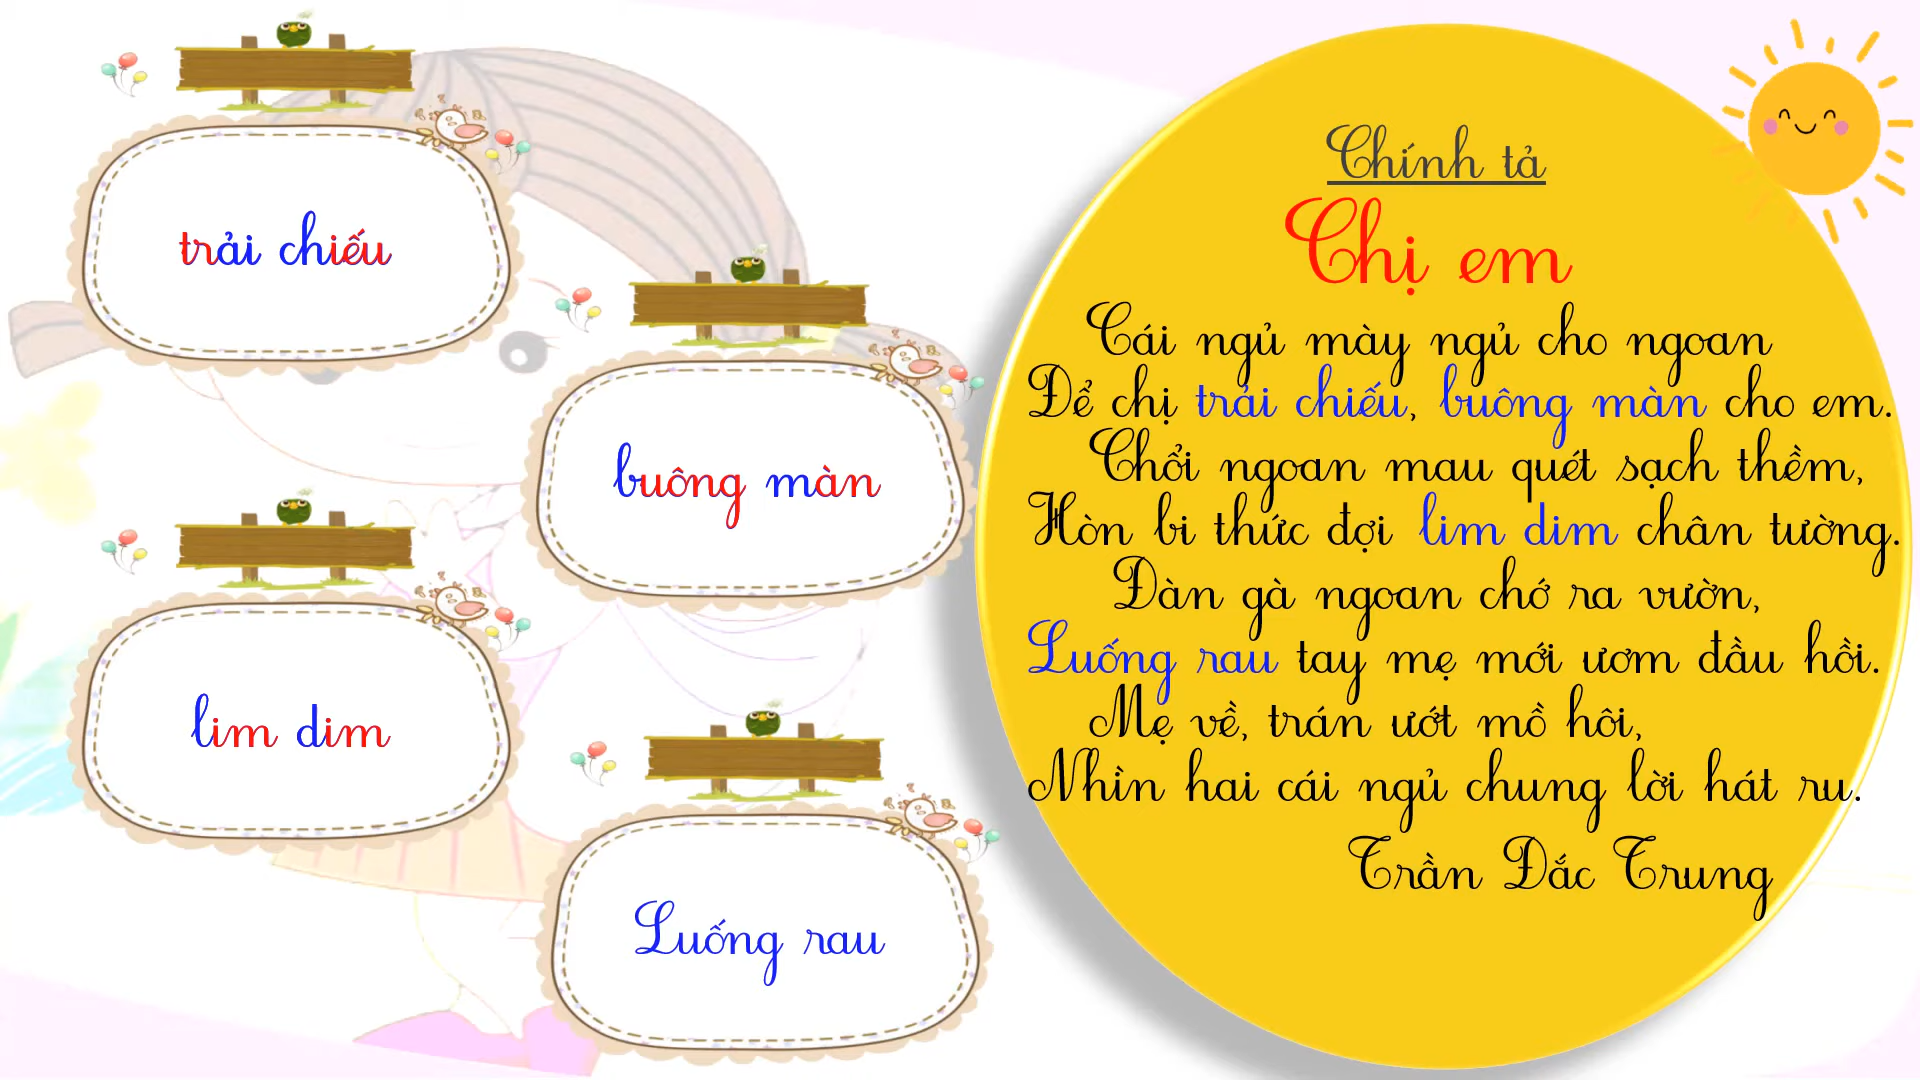 trải chiếu
buông màn
lim dim
Luống rau
Chính tả
Chị em
Cái ngủ mày ngủ cho ngoan
Để chị trải chiếu, buông màn cho em.
Chổi ngoan mau quét sạch thềm,
Hòn bi thức đợi lim dim chân tường.
Đàn gà ngoan chớ ra vườn,
Luống rau tay mẹ mới ươm đầu hồi.
Mẹ về, trán ướt mồ hôi,
Nhìn hai cái ngủ chung lời hát ru.
Trần Đắc Trung